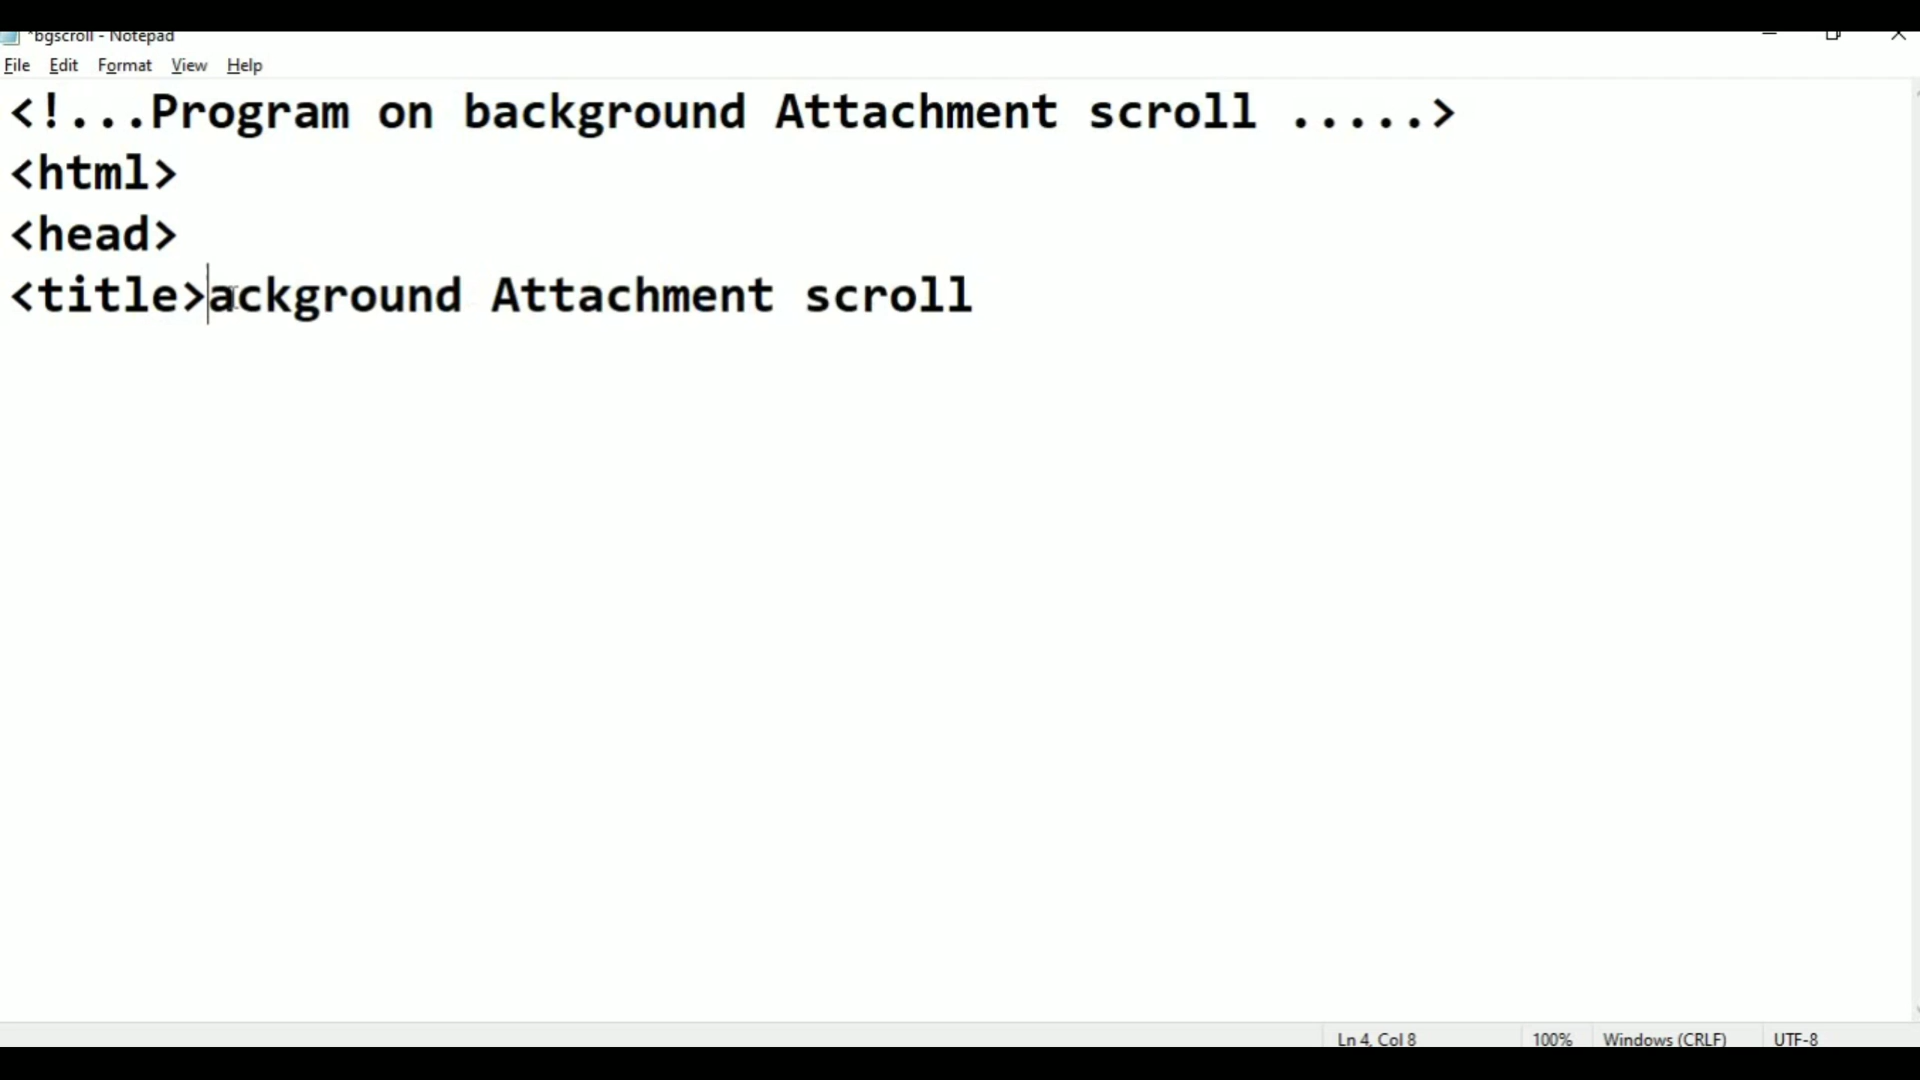 *bgscroll - Notepad
File Edit Format View Help
<!...Program on background Attachment scroll .....>
<html>
<head>
<title>ackground Attachment scroll
Ln 4, Col 8 100% Windows (CRLF) UTF-8